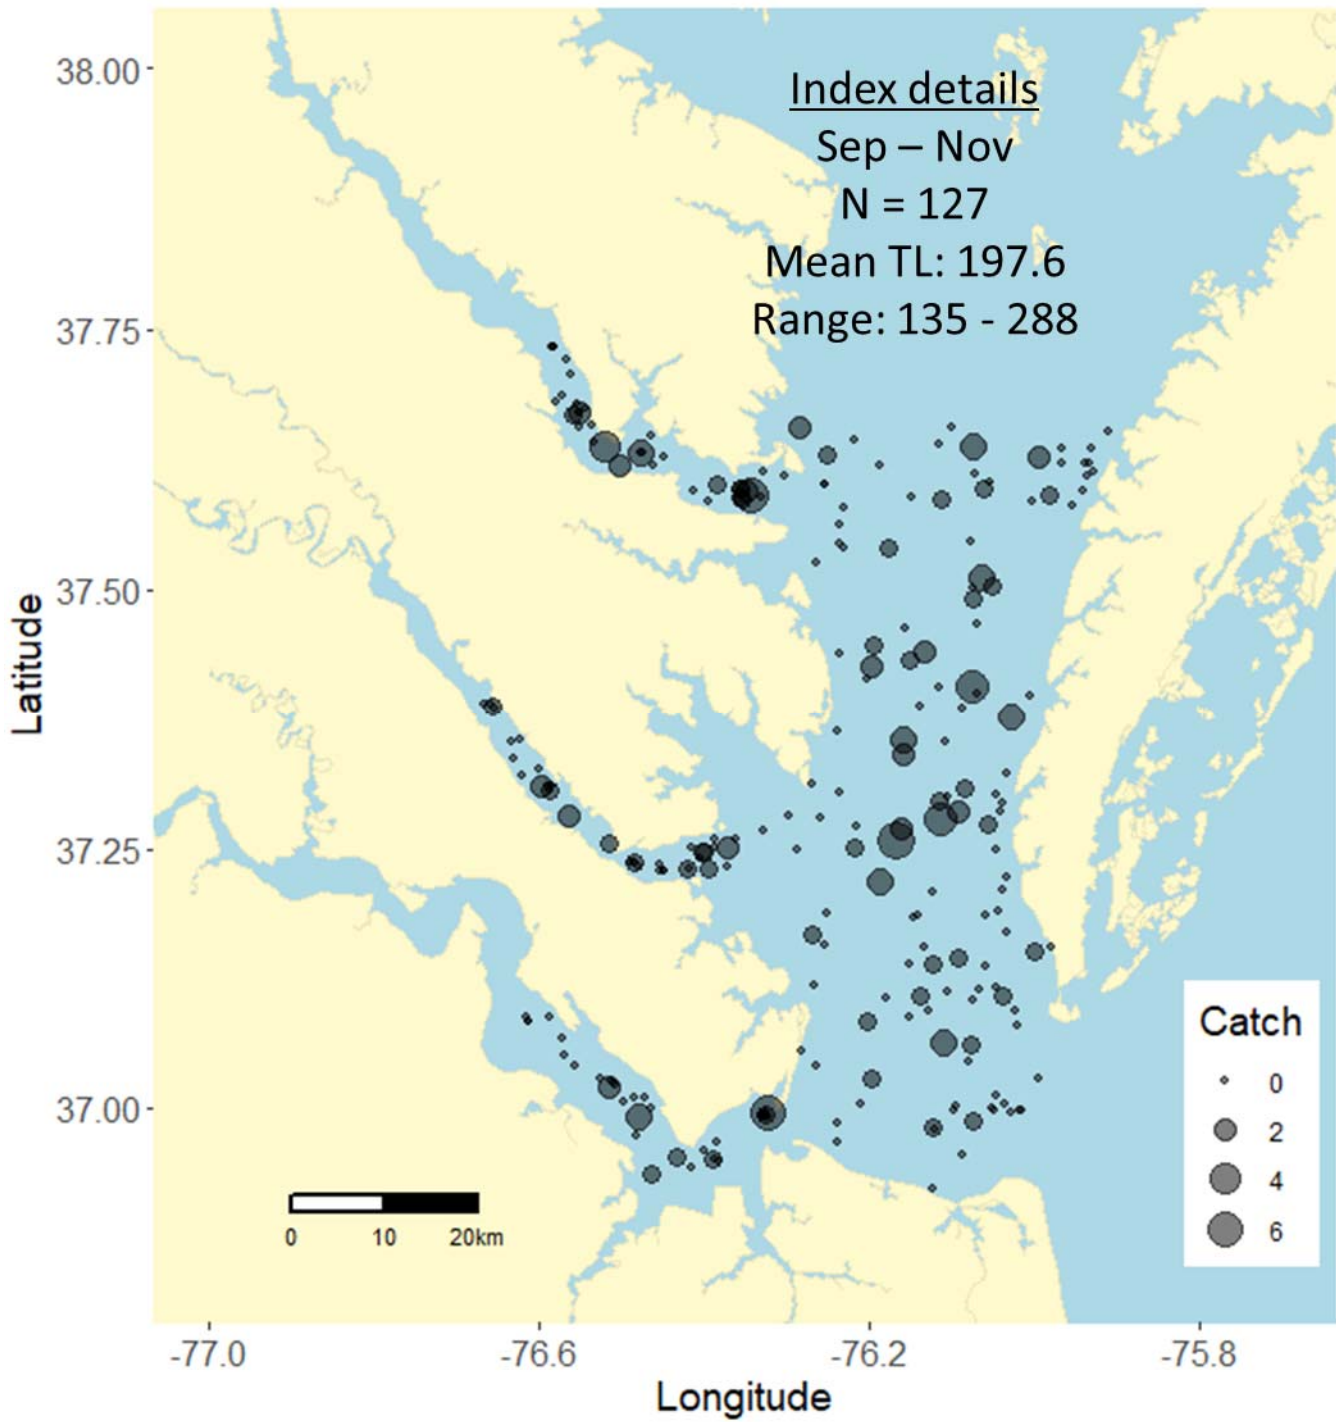 Index details
Sep – Nov
N = 127
Mean TL: 197.6
Range: 135 - 288
38.00
37.75
37.50
37.25
37.00
Latitude
Catch
0
2
4
6
0 10 20km
-77.0 -76.6 -76.2 -75.8
Longitude